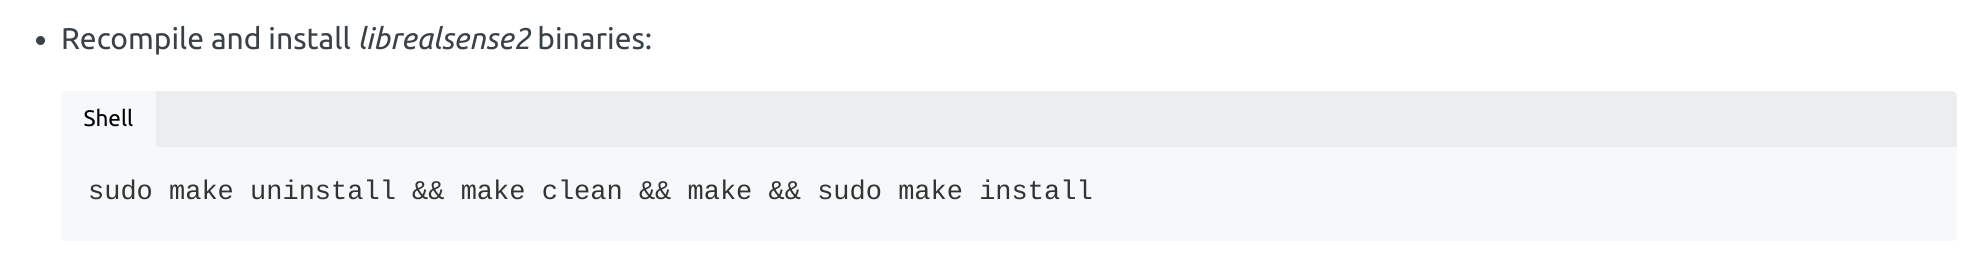 • Recompile and install librealsense2 binaries:
Shell
sudo make uninstall && make clean && make && sudo make install